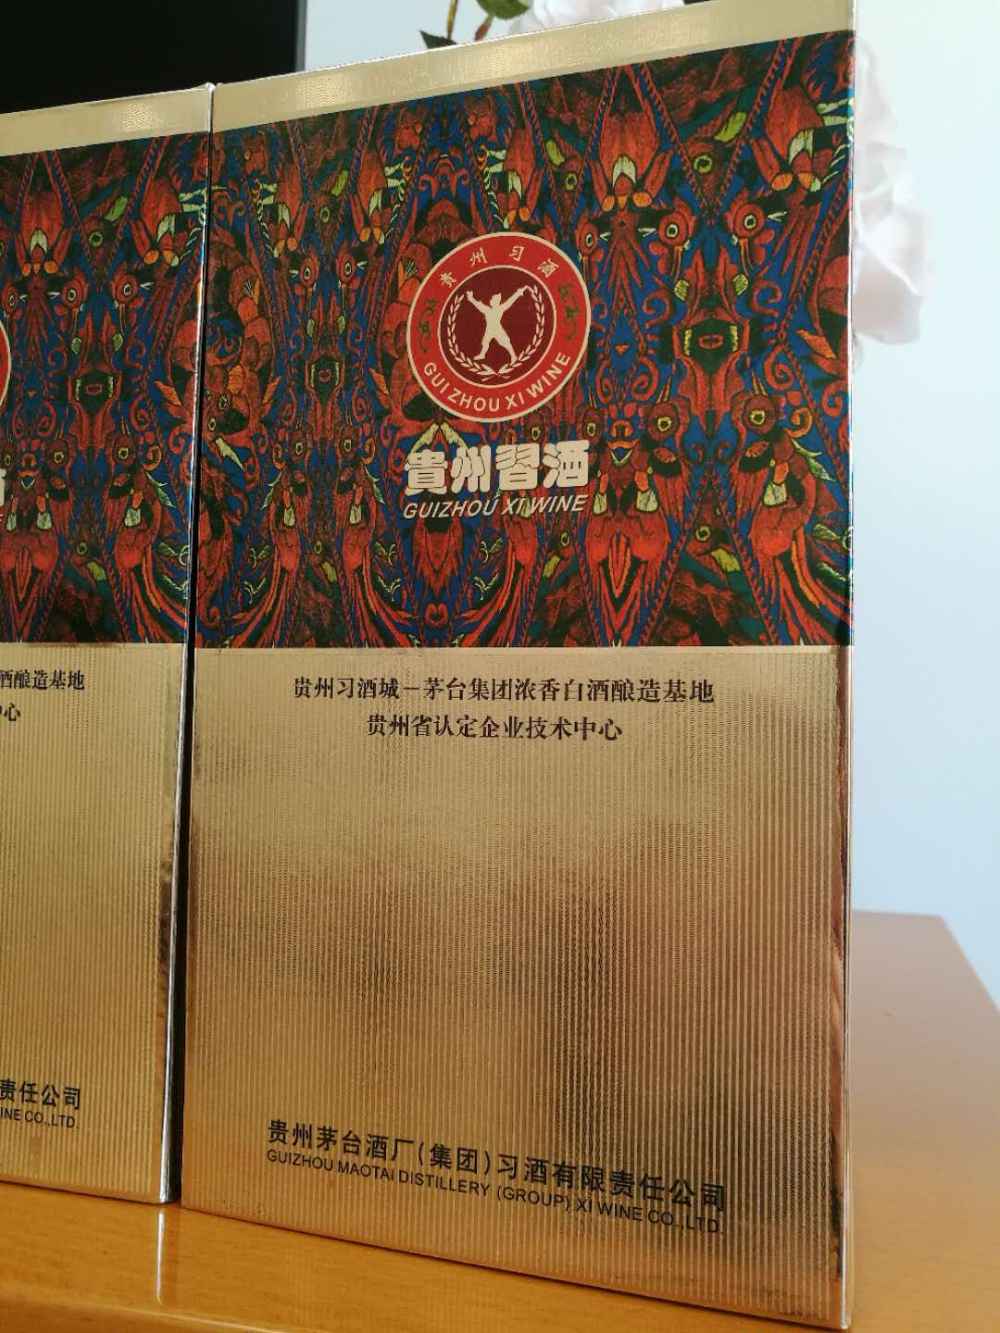 贵州习酒
GUIZHOU XI WINE
貴州習酒
GUIZHOU XI WINE
贵州习酒城－茅台集团浓香白酒酿造基地
贵州省认定企业技术中心
贵州茅台酒厂(集团)习酒有限责任公司
GUIZHOU MAOTAI DISTILLERY (GROUP) XI WINE CO.,LTD.
酒酿造基地
中心
责任公司
WINE CO.,LTD.